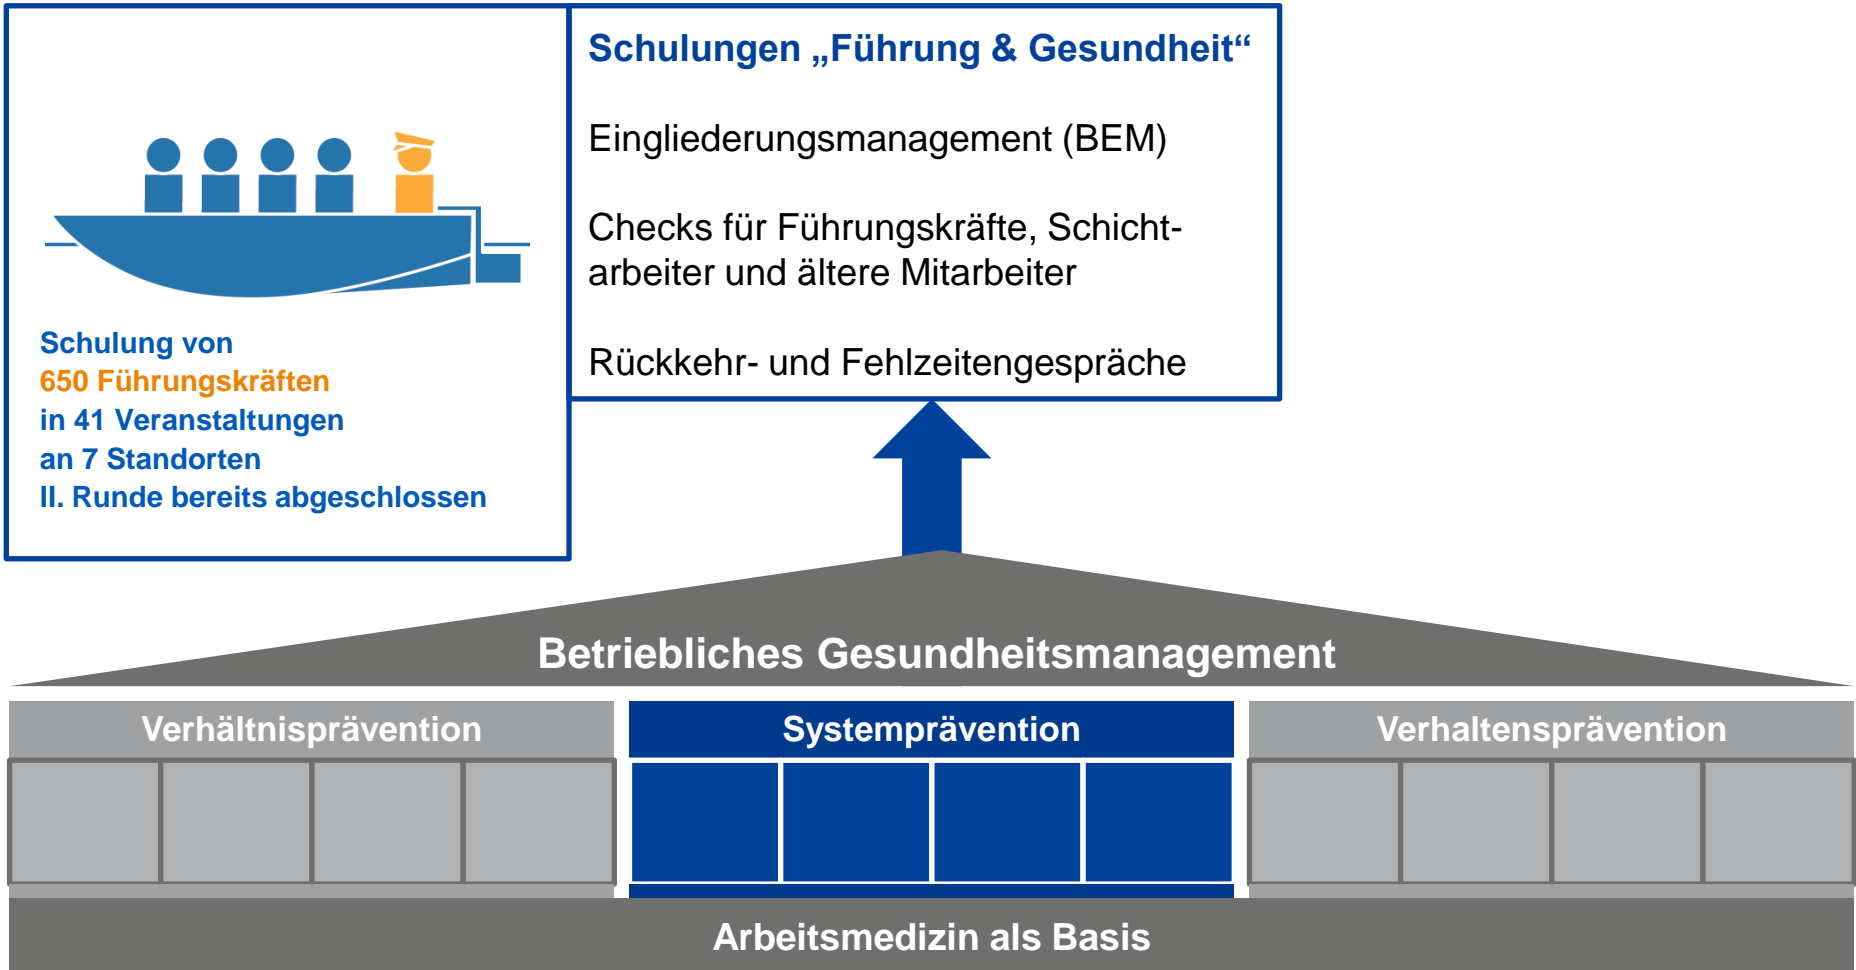 Schulung von
650 Führungskräften
in 41 Veranstaltungen
an 7 Standorten
II. Runde bereits abgeschlossen
Schulungen „Führung & Gesundheit“
Eingliederungsmanagement (BEM)
Checks für Führungskräfte, Schicht-
arbeiter und ältere Mitarbeiter
Rückkehr- und Fehlzeitengespräche
Betriebliches Gesundheitsmanagement
Verhältnisprävention
Systemprävention
Verhaltensprävention
Arbeitsmedizin als Basis